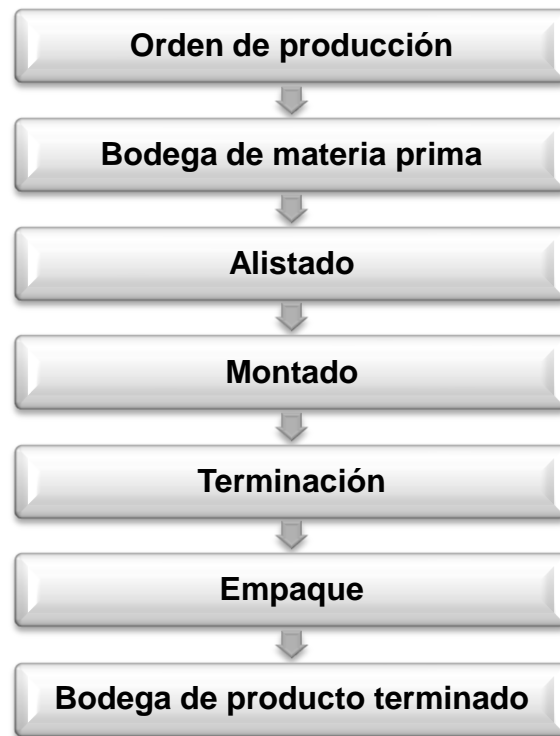 Orden de producción
Bodega de materia prima
Alistado
Montado
Terminación
Empaque
Bodega de producto terminado